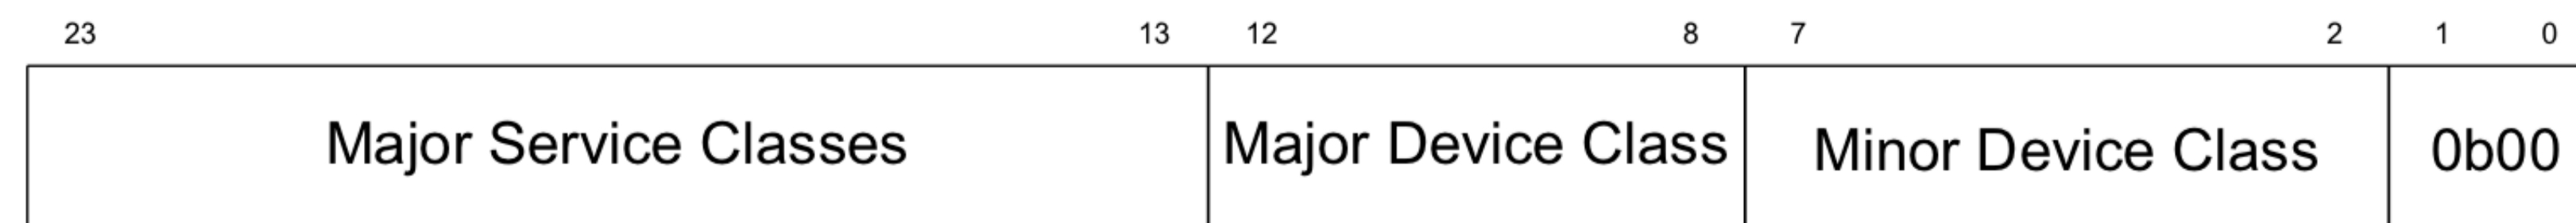 23 13 12 8 7 2 1 0
Major Service Classes Major Device Class Minor Device Class 0b00